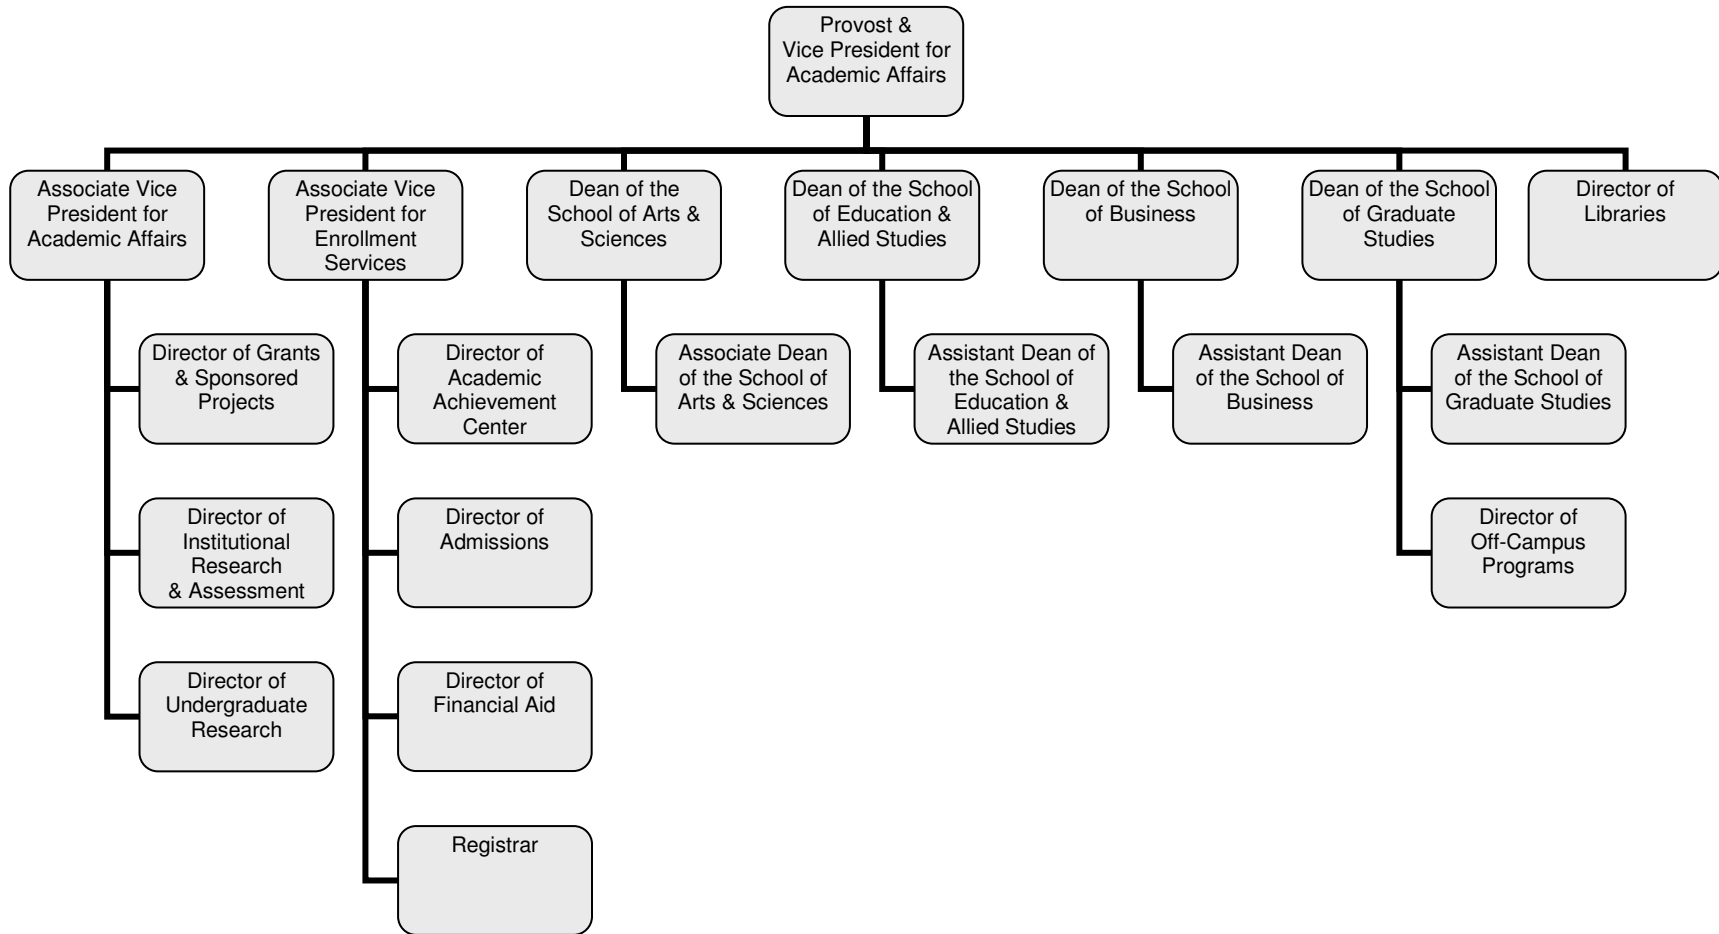 Provost &
Vice President for
Academic Affairs
Associate Vice
President for
Academic Affairs
Associate Vice
President for
Enrollment
Services
Dean of the
School of Arts &
Sciences
Dean of the School
of Education &
Allied Studies
Dean of the School
of Business
Dean of the School
of Graduate
Studies
Director of
Libraries
Director of Grants
& Sponsored
Projects
Director of
Academic
Achievement
Center
Associate Dean
of the School of
Arts & Sciences
Assistant Dean of
the School of
Education &
Allied Studies
Assistant Dean
of the School of
Business
Assistant Dean
of the School of
Graduate Studies
Director of
Institutional
Research
& Assessment
Director of
Admissions
Director of
Off-Campus
Programs
Director of
Undergraduate
Research
Director of
Financial Aid
Registrar